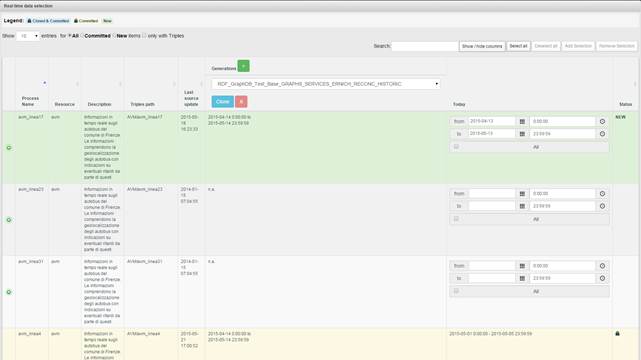 Real-time data selection
Legend: Closed & Committed Committed New
Show 10 entries for All Committed New items only with Triples
Search: Show / hide columns Select all Deselect all Add Selection Remove Selection
Generations +
RDF_GraphDB_Test_Base_GRAPHS_SERVICES_ERNICH_RECONC_HISTORIC
Clone
Process Name Resource Description Triples path Last source update Today Status
avm_linea17 avm Informazioni in tempo reale sugli autobus del comune di Firenze. Le informazioni comprendono la geolocalizzazione degli autobus con indicazioni su eventuali ritardi da parte di questi
AVM/avm_linea17
2015-05-18 16:23:33
2015-04-14 0:00:00 to 2015-05-14 23:59:59
from 2015-04-13 0:00:00
to 2015-05-13 23:59:59
All
NEW
avm_linea23 avm Informazioni in tempo reale sugli autobus del comune di Firenze. Le informazioni comprendono la geolocalizzazione degli autobus con indicazioni su eventuali ritardi da parte di questi
AVM/avm_linea23
2014-01-15 07:04:55
n.a.
from 0:00:00
to 23:59:59
All
avm_linea31 avm Informazioni in tempo reale sugli autobus del comune di Firenze. Le informazioni comprendono la geolocalizzazione degli autobus con indicazioni su eventuali ritardi da parte di questi
AVM/avm_linea31
2014-01-15 07:04:55
n.a.
from 0:00:00
to 23:59:59
All
avm_linea4 avm Informazioni in tempo reale sugli autobus del
AVM/avm_linea4
2015-05-21 17:00:52
2015-04-14 0:00:00 to 2015-05-14 23:59:59
2015-05-01 0:00:00 - 2015-05-05 23:59:59